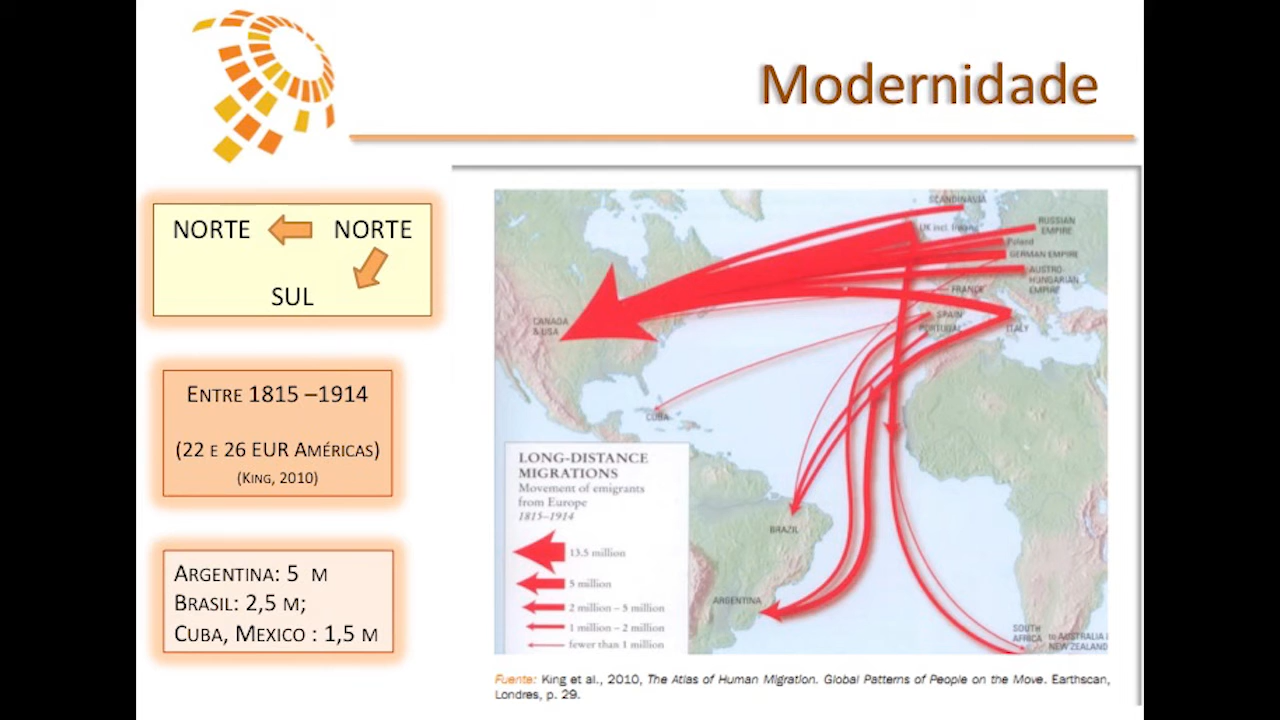 Modernidade
NORTE NORTE
SUL
ENTRE 1815 –1914
(22 E 26 EUR AMÉRICAS)
(KING, 2010)
ARGENTINA: 5 M
BRASIL: 2,5 M;
CUBA, MEXICO : 1,5 M
SCANDINAVIA
UK incl. Ireland
RUSSIAN
EMPIRE
Poland
GERMAN EMPIRE
AUSTRO-
HUNGARIAN
EMPIRE
FRANCE
SPAIN
PORTUGAL
ITALY
CANADA
& USA
CUBA
BRAZIL
ARGENTINA
SOUTH
AFRICA
to AUSTRALIA
NEW ZEALAND
LONG-DISTANCE
MIGRATIONS
Movement of emigrants
from Europe
1815–1914
13.5 million
5 million
2 million – 5 million
1 million – 2 million
fewer than 1 million
Fuente: King et al., 2010, The Atlas of Human Migration. Global Patterns of People on the Move. Earthscan,
Londres, p. 29.